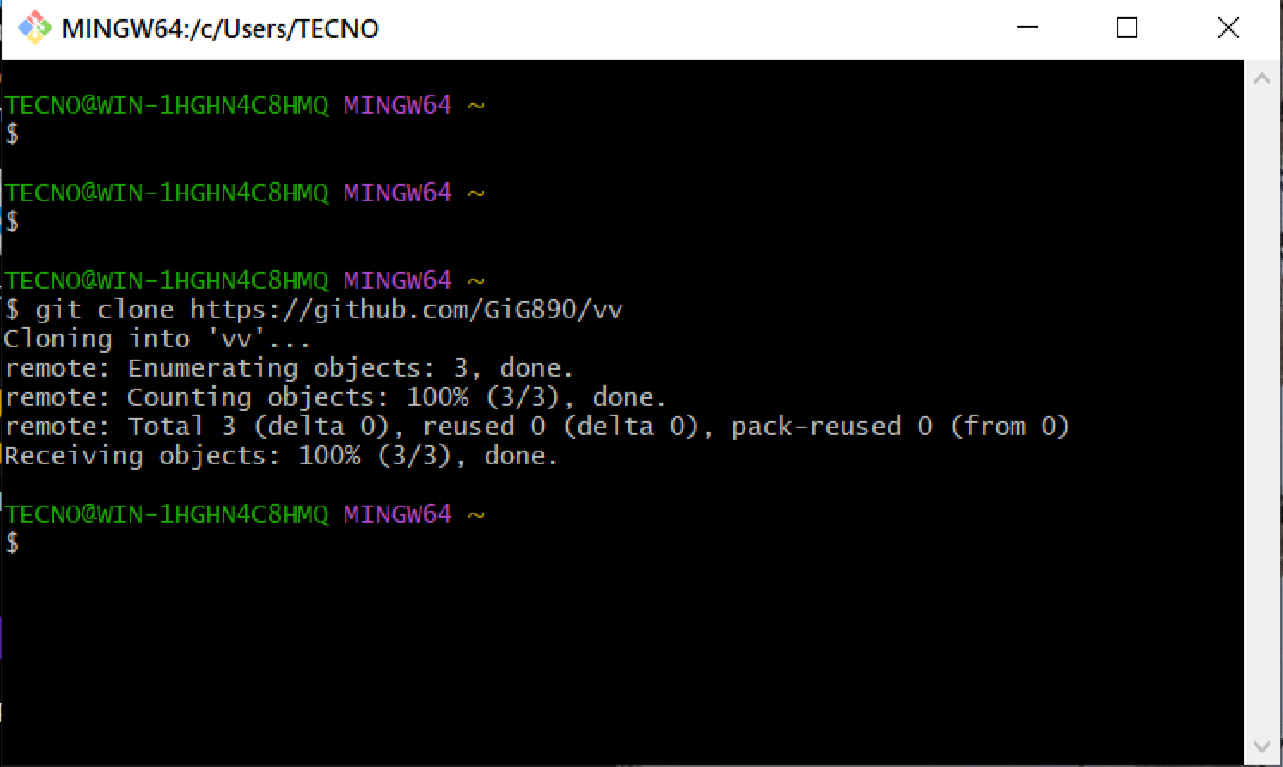 MINGW64:/c/Users/TECNO
TECNO@WIN-1HGHN4C8HMQ MINGW64 ~
$
TECNO@WIN-1HGHN4C8HMQ MINGW64 ~
$
TECNO@WIN-1HGHN4C8HMQ MINGW64 ~
$ git clone https://github.com/GiG890/vv
Cloning into 'vv'...
remote: Enumerating objects: 3, done.
remote: Counting objects: 100% (3/3), done.
remote: Total 3 (delta 0), reused 0 (delta 0), pack-reused 0 (from 0)
Receiving objects: 100% (3/3), done.
TECNO@WIN-1HGHN4C8HMQ MINGW64 ~
$